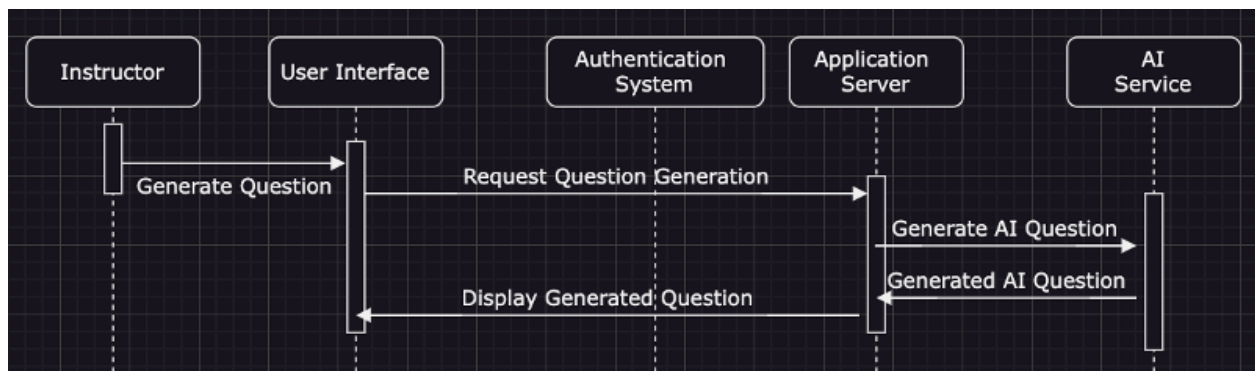 Instructor
User Interface
Authentication
System
Application
Server
AI
Service
Generate Question
Request Question Generation
Generate AI Question
Generated AI Question
Display Generated Question